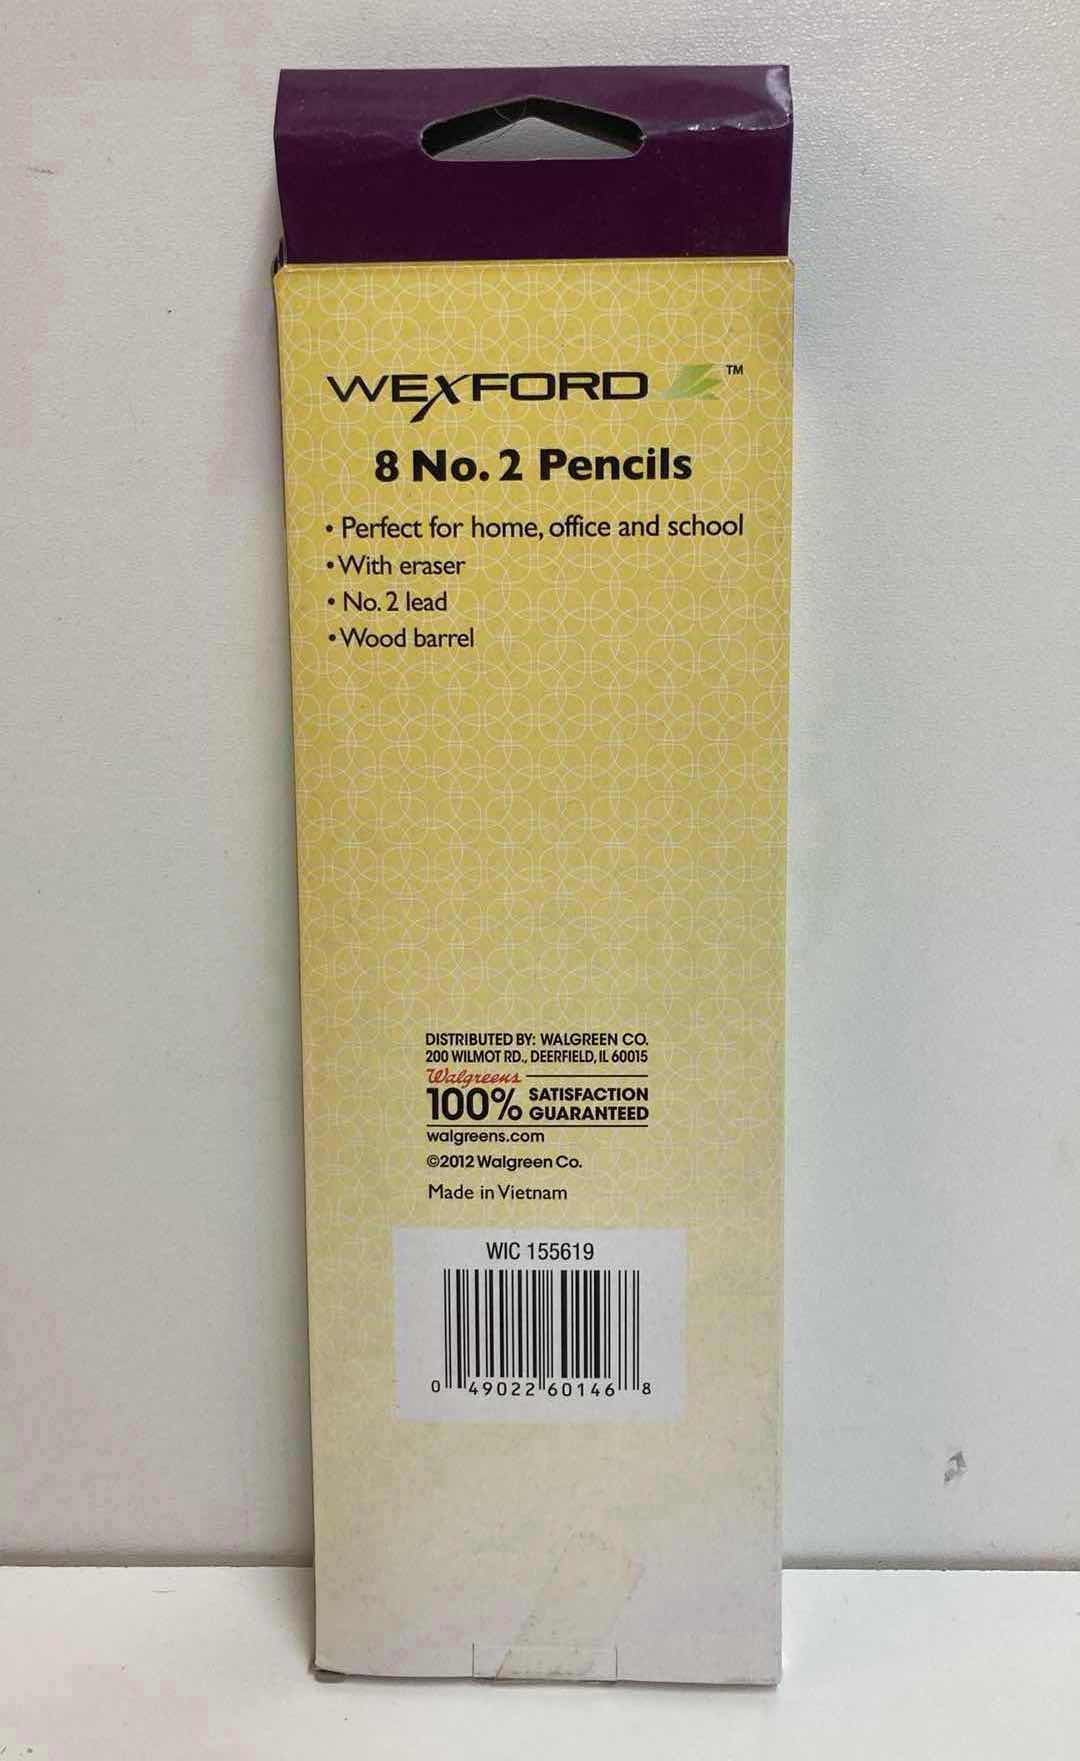 WEXFORD ™
8 No. 2 Pencils
• Perfect for home, office and school
• With eraser
• No. 2 lead
• Wood barrel
DISTRIBUTED BY: WALGREEN CO.
200 WILMOT RD., DEERFIELD, IL 60015
Walgreens
100% SATISFACTION
GUARANTEED
walgreens.com
©2012 Walgreen Co.
Made in Vietnam
WIC 155619
0 49022 60146 8